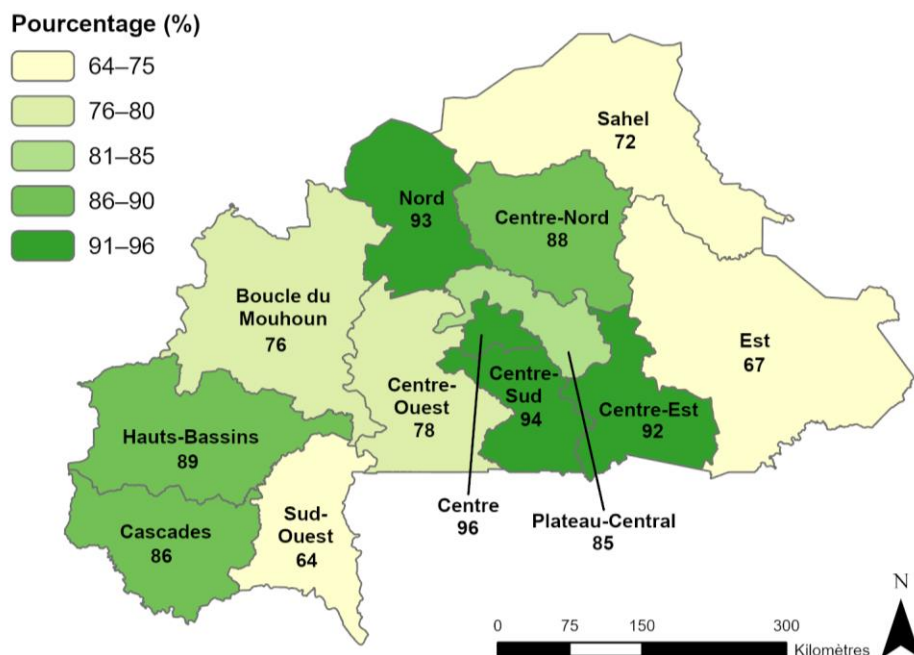 Pourcentage (%)
64–75
76–80
81–85
86–90
91–96
Sahel
72
Nord
93
Centre-Nord
88
Boucle du
Mouhoun
76
Est
67
Centre-
Ouest
78
Centre-
Sud
94
Centre-Est
92
Hauts-Bassins
89
Centre
96
Plateau-Central
85
Cascades
86
Sud-
Ouest
64
N
0 75 150 300
Kilomètres